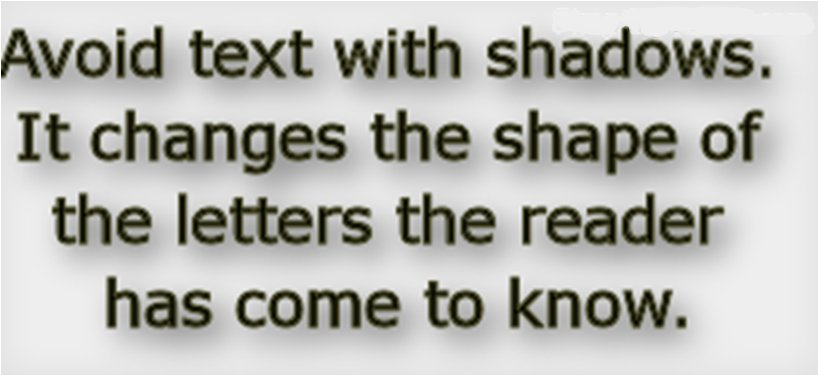 Avoid text with shadows.
It changes the shape of
the letters the reader
has come to know.